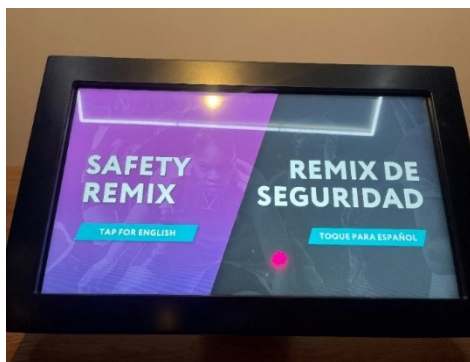 SAFETY
REMIX
TAP FOR ENGLISH
REMIX DE
SEGURIDAD
TOQUE PARA ESPAÑOL